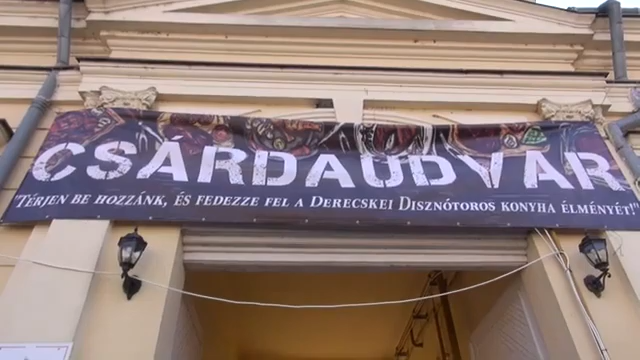 CSÁRDAUDVAR
"TÉRJEN BE HOZZÁNK, ÉS FEDEZZE FEL A DERECSKEI DISZNÓTOROS KONYHA ÉLMÉNYÉT!"